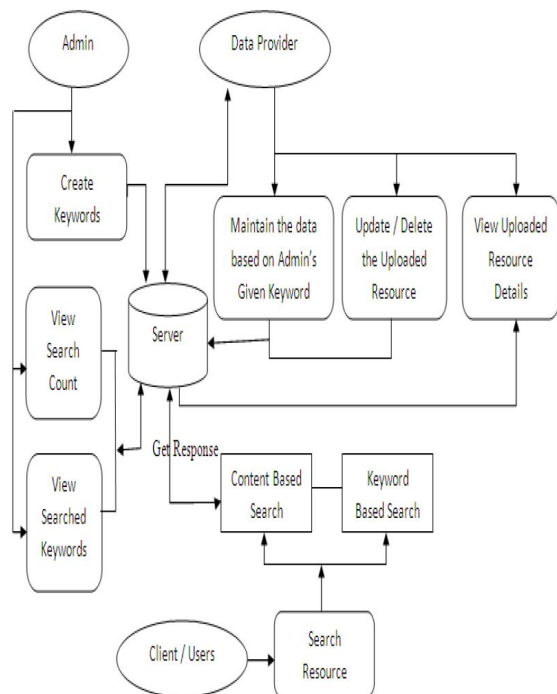 Admin
Data Provider
Create
Keywords
Maintain the data
based on Admin's
Given Keyword
Update / Delete
the Uploaded
Resource
View Uploaded
Resource
Details
View
Search
Count
Server
Get Response
View
Searched
Keywords
Content Based
Search
Keyword
Based Search
Client / Users
Search
Resource